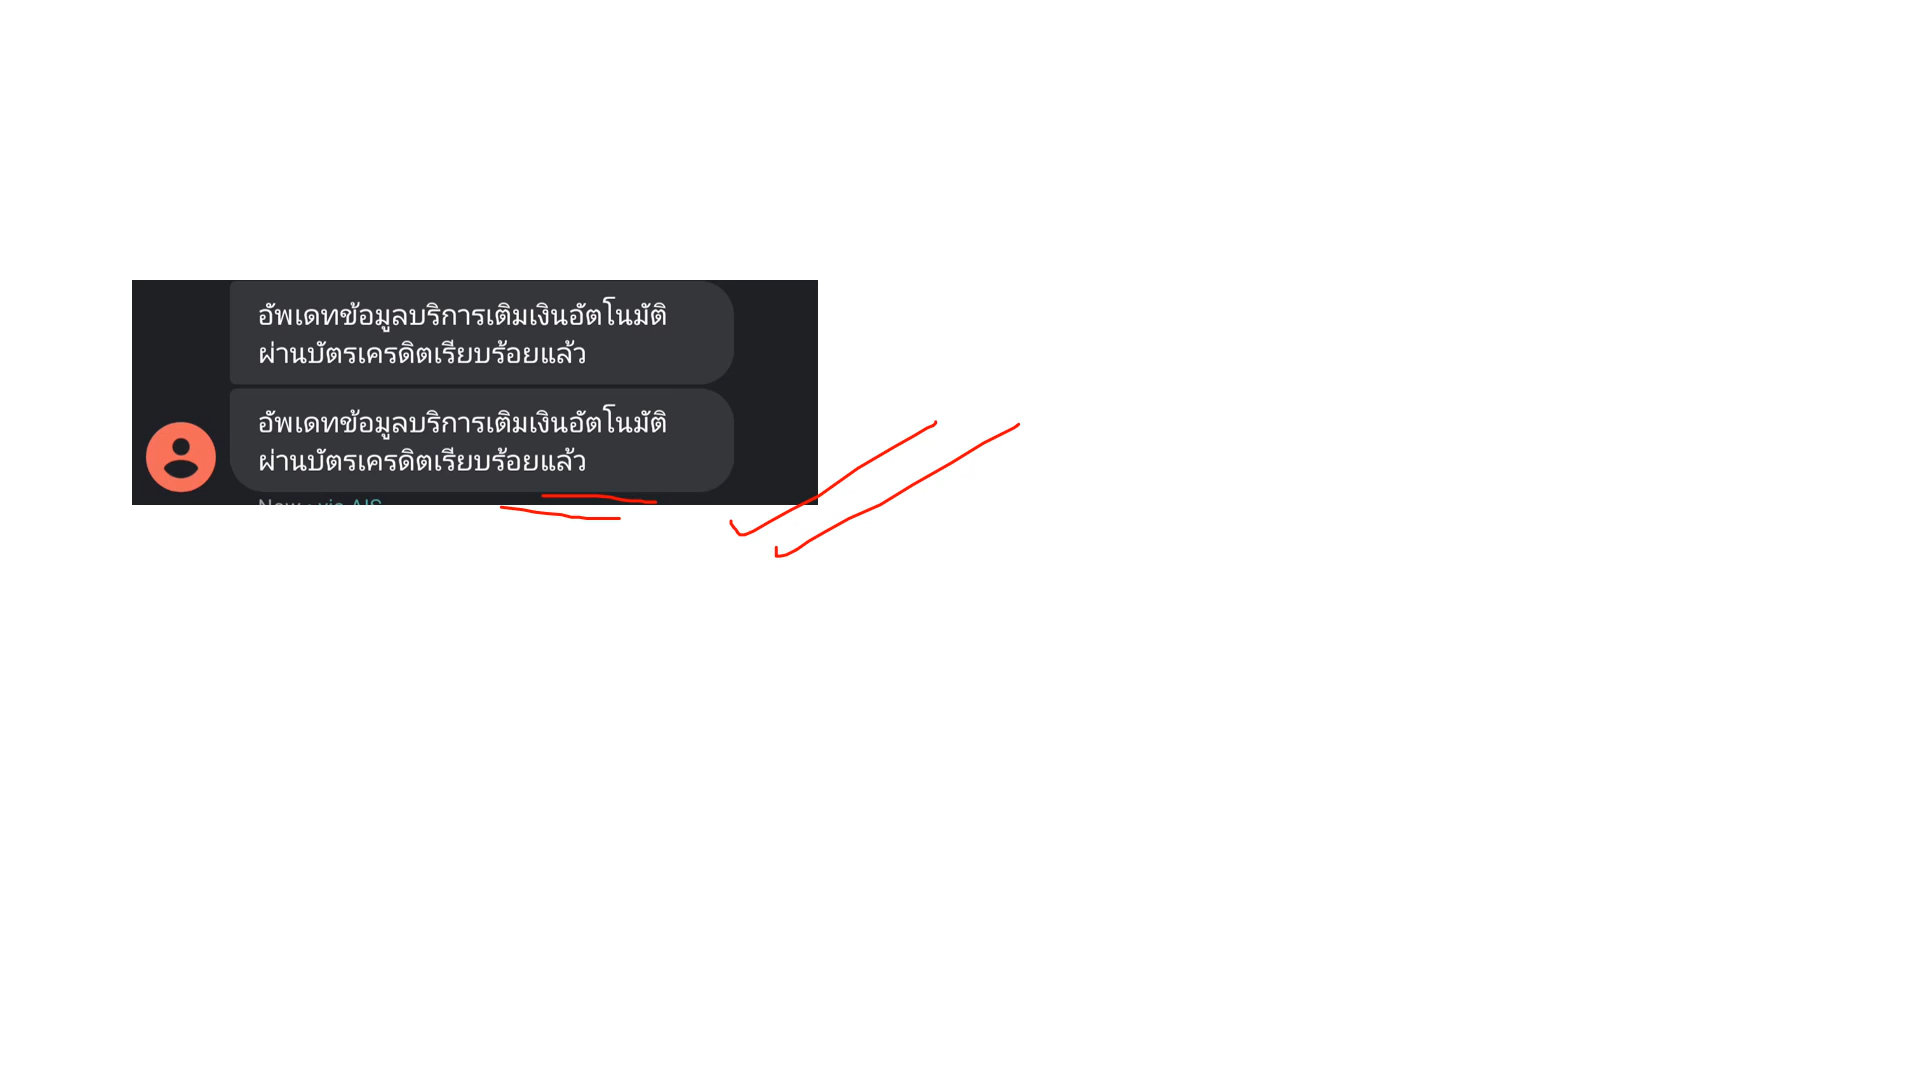 อัพเดทข้อมูลบริการเติมเงินอัตโนมัติ
ผ่านบัตรเครดิตเรียบร้อยแล้ว
อัพเดทข้อมูลบริการเติมเงินอัตโนมัติ
ผ่านบัตรเครดิตเรียบร้อยแล้ว
Now • via AIS